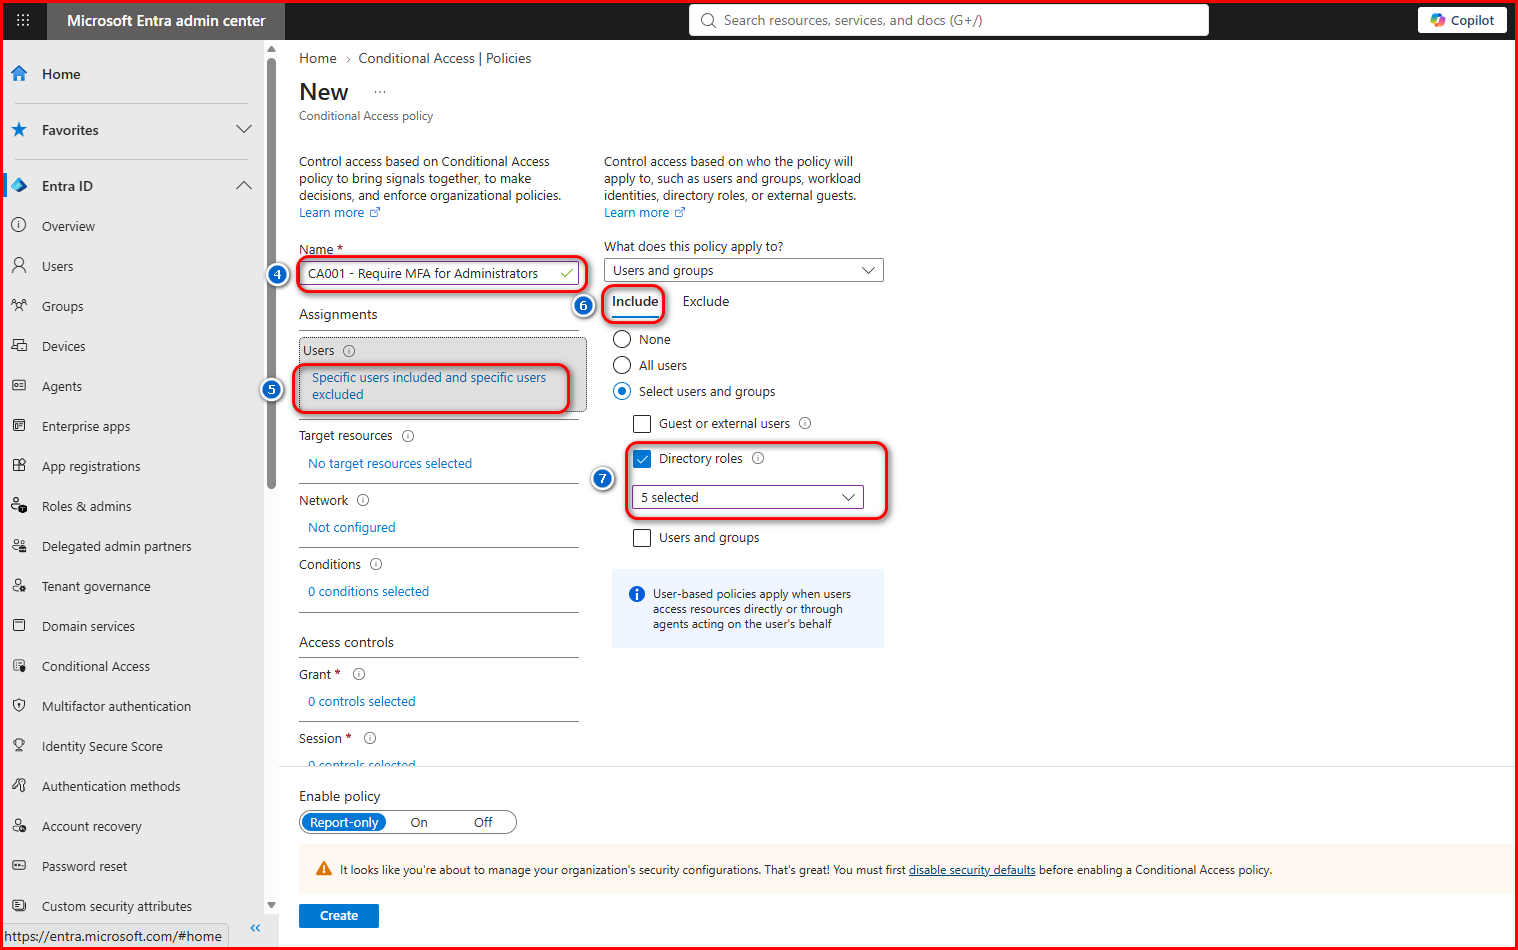 Microsoft Entra admin center
Search resources, services, and docs (G+/)
Copilot
Home
Favorites
Entra ID
Overview
Users
Groups
Devices
Agents
Enterprise apps
App registrations
Roles & admins
Delegated admin partners
Tenant governance
Domain services
Conditional Access
Multifactor authentication
Identity Secure Score
Authentication methods
Account recovery
Password reset
Custom security attributes
https://entra.microsoft.com/#home
Home › Conditional Access | Policies
New ...
Conditional Access policy
Control access based on Conditional Access
policy to bring signals together, to make
decisions, and enforce organizational policies.
Learn more
Name *
4
CA001 - Require MFA for Administrators
Assignments
Users
5
Specific users included and specific users
excluded
Target resources
No target resources selected
Network
Not configured
Conditions
0 conditions selected
Access controls
Grant *
0 controls selected
Session *
0 controls selected
Control access based on who the policy will
apply to, such as users and groups, workload
identities, directory roles, or external guests.
Learn more
What does this policy apply to?
Users and groups
6
Include Exclude
None
All users
Select users and groups
Guest or external users
7
Directory roles
5 selected
Users and groups
User-based policies apply when users
access resources directly or through
agents acting on the user's behalf
Enable policy
Report-only On Off
It looks like you're about to manage your organization's security configurations. That's great! You must first disable security defaults before enabling a Conditional Access policy.
Create